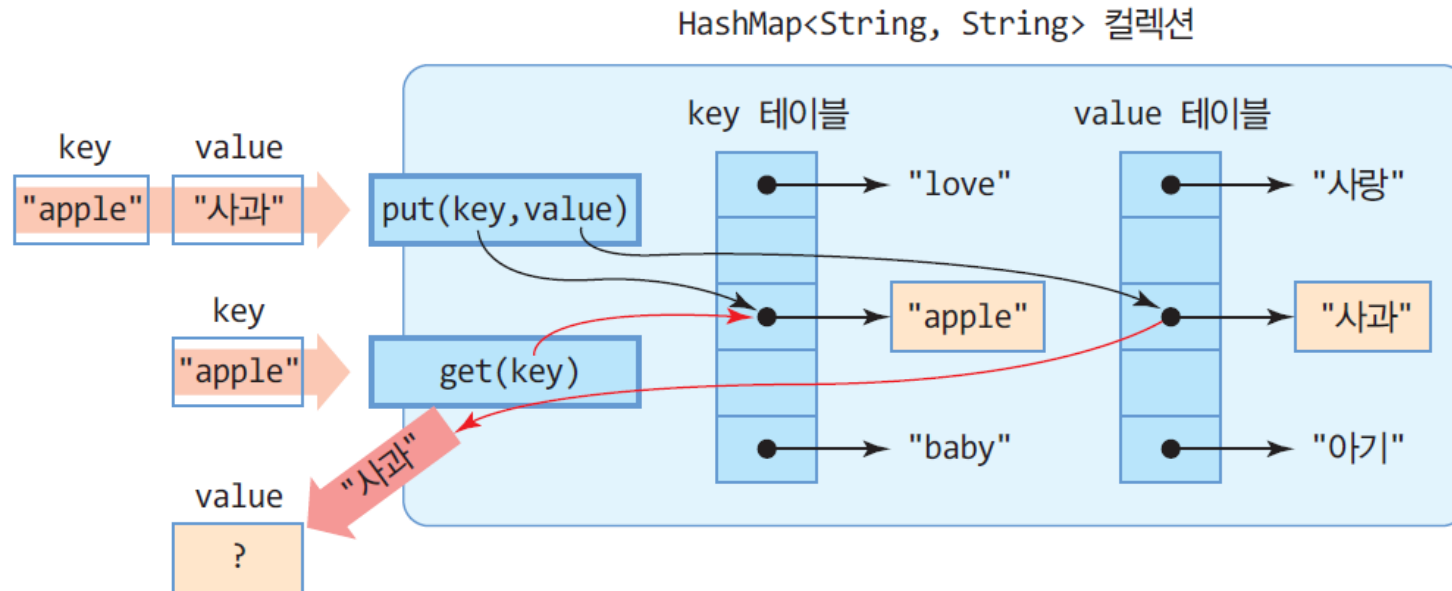 HashMap<String, String> 컬렉션
key 테이블
value 테이블
key
value
"apple"
"사과"
put(key,value)
"love"
"사랑"
"apple"
"사과"
key
"apple"
get(key)
"사과"
"baby"
"아기"
value
?